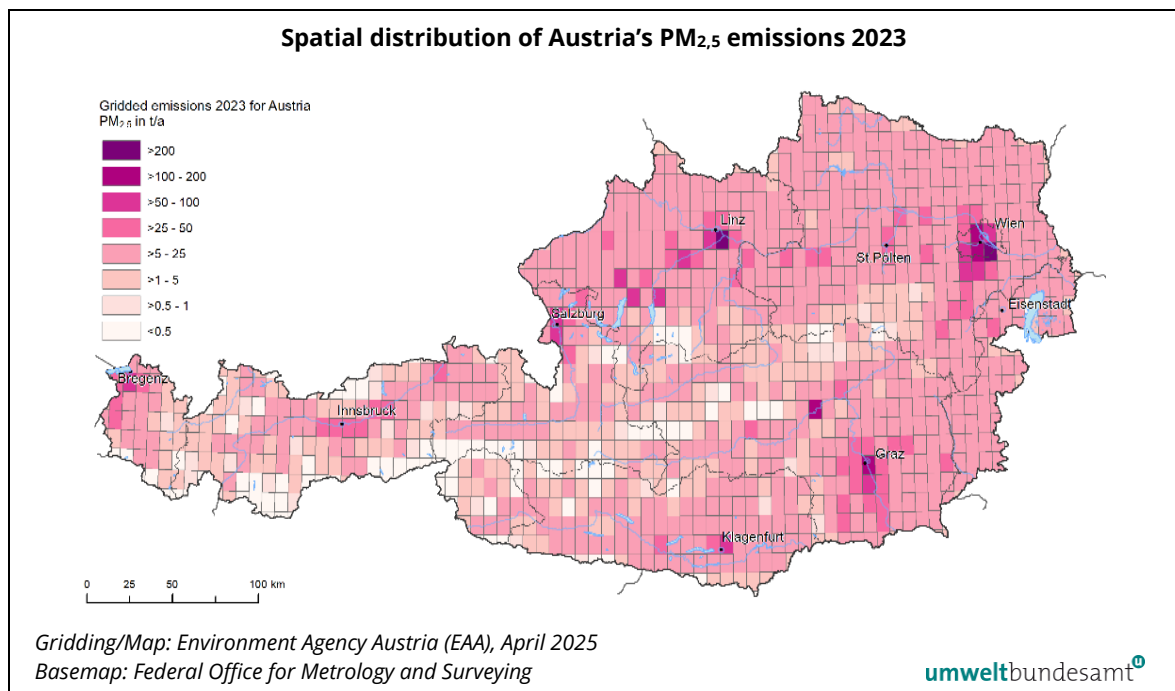 Spatial distribution of Austria's PM2,5 emissions 2023
Gridded emissions 2023 for Austria
PM2.5 in t/a
>200
>100 - 200
>50 - 100
>25 - 50
>5 - 25
>1 - 5
>0.5 - 1
<0.5
Linz
Wien
St.Pölten
Eisenstadt
Salzburg
Bregenz
Innsbruck
Graz
Klagenfurt
0 25 50 100 km
Gridding/Map: Environment Agency Austria (EAA), April 2025
Basemap: Federal Office for Metrology and Surveying
umweltbundesamt u